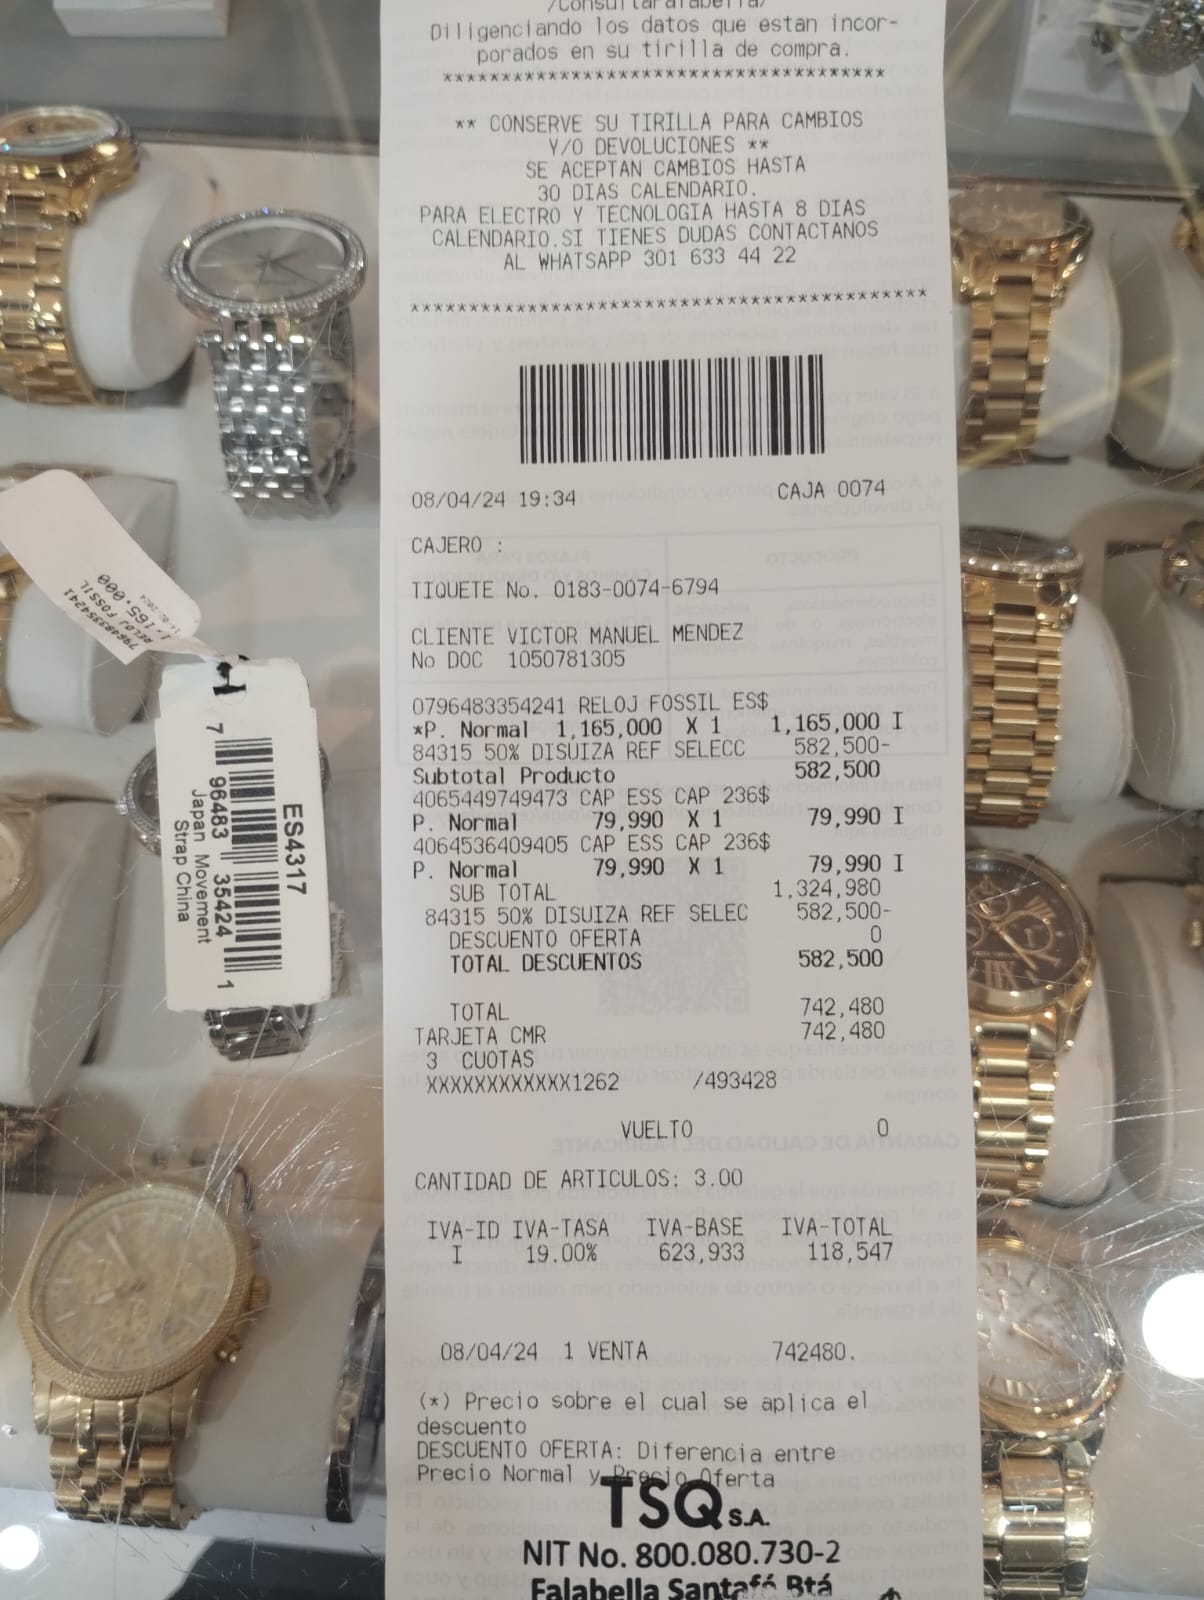 /Consultarafabella/
Diligenciando los datos que estan incor-
porados en su tirilla de compra.
**************************************
** CONSERVE SU TIRILLA PARA CAMBIOS
Y/O DEVOLUCIONES **
SE ACEPTAN CAMBIOS HASTA
30 DIAS CALENDARIO.
PARA ELECTRO Y TECNOLOGIA HASTA 8 DIAS
CALENDARIO.SI TIENES DUDAS CONTACTANOS
AL WHATSAPP 301 633 44 22
********************************************
08/04/24 19:34 CAJA 0074
CAJERO :
TIQUETE No. 0183-0074-6794
CLIENTE VICTOR MANUEL MENDEZ
No DOC 1050781305
0796483354241 RELOJ FOSSIL ES$
*P. Normal 1,165,000 X 1 1,165,000 I
84315 50% DISUIZA REF SELECC 582,500-
Subtotal Producto 582,500
4065449749473 CAP ESS CAP 236$
P. Normal 79,990 X 1 79,990 I
4064536409405 CAP ESS CAP 236$
P. Normal 79,990 X 1 79,990 I
SUB TOTAL 1,324,980
84315 50% DISUIZA REF SELEC 582,500-
DESCUENTO OFERTA 0
TOTAL DESCUENTOS 582,500
TOTAL 742,480
TARJETA CMR 742,480
3 CUOTAS
XXXXXXXXXXXX1262 /493428
VUELTO 0
CANTIDAD DE ARTICULOS: 3.00
IVA-ID IVA-TASA IVA-BASE IVA-TOTAL
I 19.00% 623,933 118,547
08/04/24 1 VENTA 742480.
(*) Precio sobre el cual se aplica el
descuento
DESCUENTO OFERTA: Diferencia entre
Precio Normal y Precio Oferta
TSQ S.A.
NIT No. 800.080.730-2
Falabella Santafé Btá
796483354241
RELOJ FOSSIL
1.165.000
ES4317
7 96483 35424 1
Japan Movement
Strap China